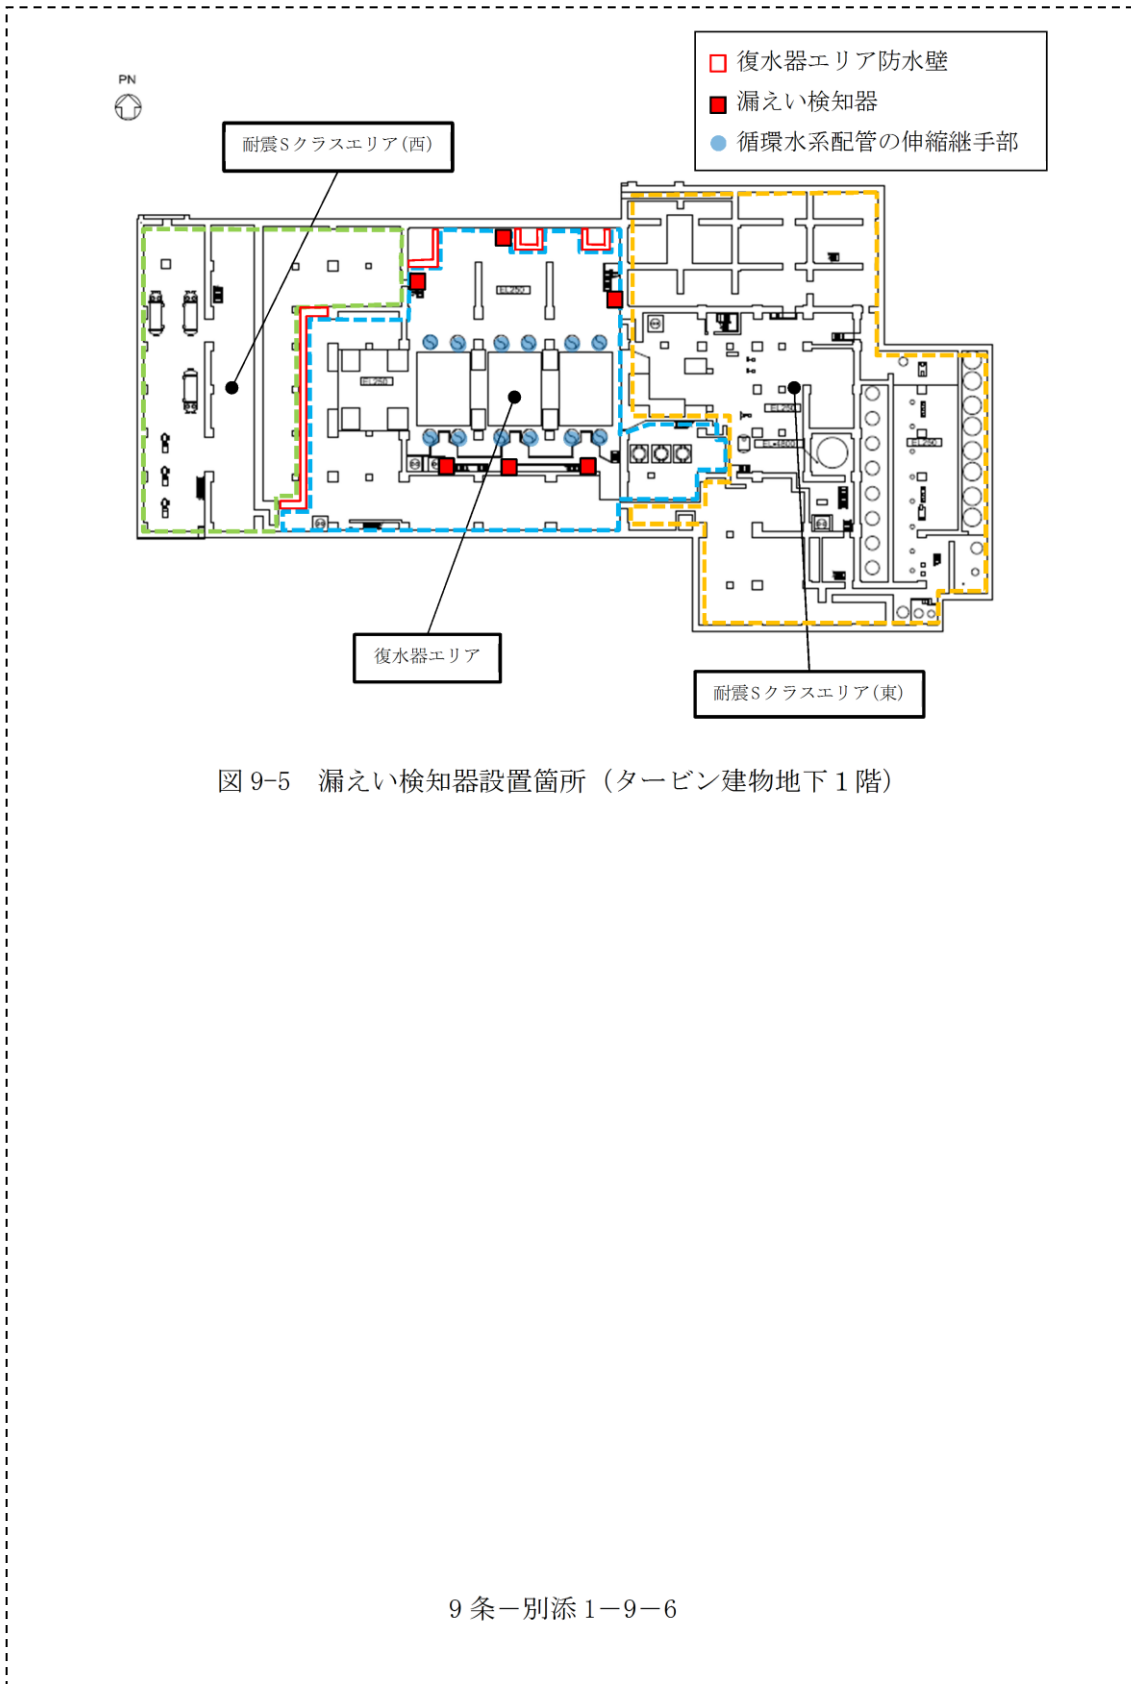 復水器エリア防水壁
漏えい検知器
循環水系配管の伸縮継手部
PN
耐震Sクラスエリア(西)
EL250
EL250
EL250
EL250
復水器エリア
耐震Sクラスエリア(東)
図 9-5　漏えい検知器設置箇所（タービン建物地下１階）
9 条－別添 1－9－6